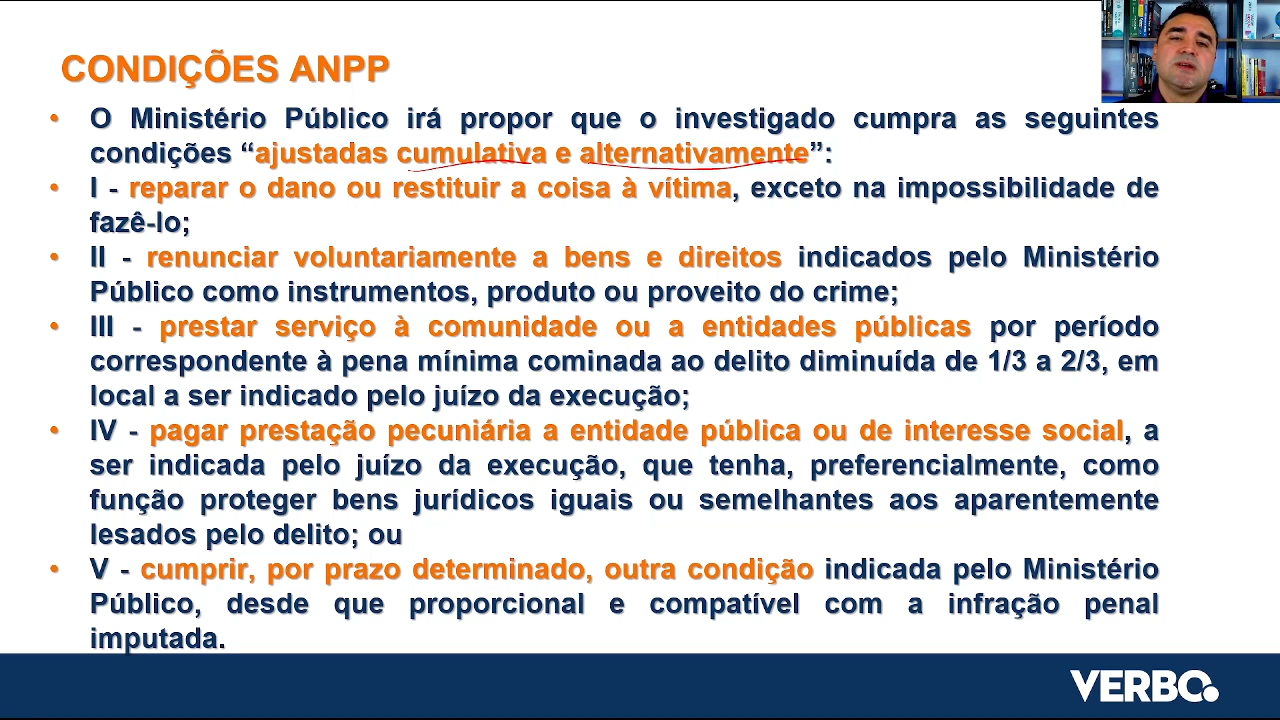 CONDIÇÕES ANPP
• O Ministério Público irá propor que o investigado cumpra as seguintes
condições “ajustadas cumulativa e alternativamente”:
• I - reparar o dano ou restituir a coisa à vítima, exceto na impossibilidade de
fazê-lo;
• II - renunciar voluntariamente a bens e direitos indicados pelo Ministério
Público como instrumentos, produto ou proveito do crime;
• III - prestar serviço à comunidade ou a entidades públicas por período
correspondente à pena mínima cominada ao delito diminuída de 1/3 a 2/3, em
local a ser indicado pelo juízo da execução;
• IV - pagar prestação pecuniária a entidade pública ou de interesse social, a
ser indicada pelo juízo da execução, que tenha, preferencialmente, como
função proteger bens jurídicos iguais ou semelhantes aos aparentemente
lesados pelo delito; ou
• V - cumprir, por prazo determinado, outra condição indicada pelo Ministério
Público, desde que proporcional e compatível com a infração penal
imputada.
VERBO